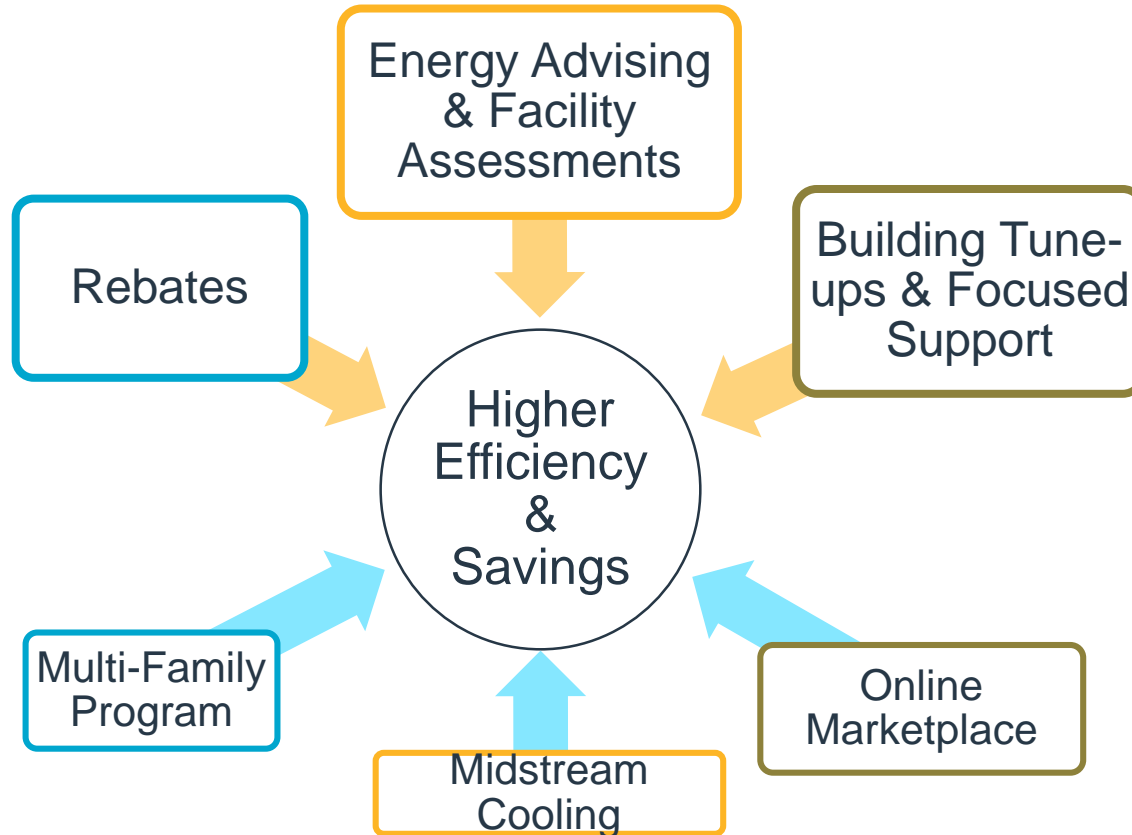 Energy Advising
& Facility
Assessments
Rebates
Building Tune-
ups & Focused
Support
Higher
Efficiency
&
Savings
Multi-Family
Program
Online
Marketplace
Midstream
Cooling